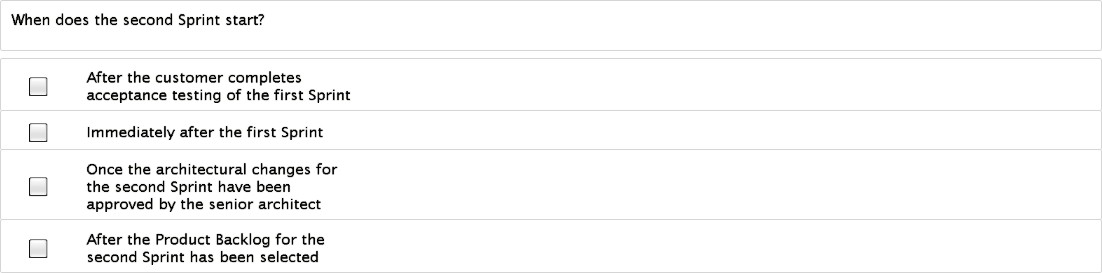 When does the second Sprint start?
After the customer completes
acceptance testing of the first Sprint
Immediately after the first Sprint
Once the architectural changes for
the second Sprint have been
approved by the senior architect
After the Product Backlog for the
second Sprint has been selected